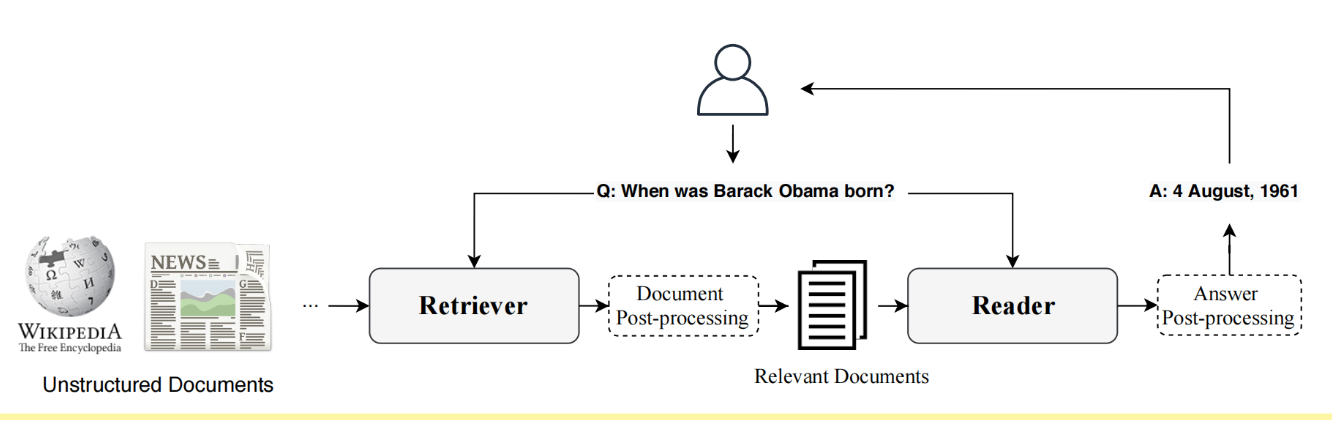 Q: When was Barack Obama born?
A: 4 August, 1961
NEWS
D
G
F
Ω
W
И
WIKIPEDIA
The Free Encyclopedia
Unstructured Documents
...
Retriever
Document
Post-processing
Relevant Documents
Reader
Answer
Post-processing